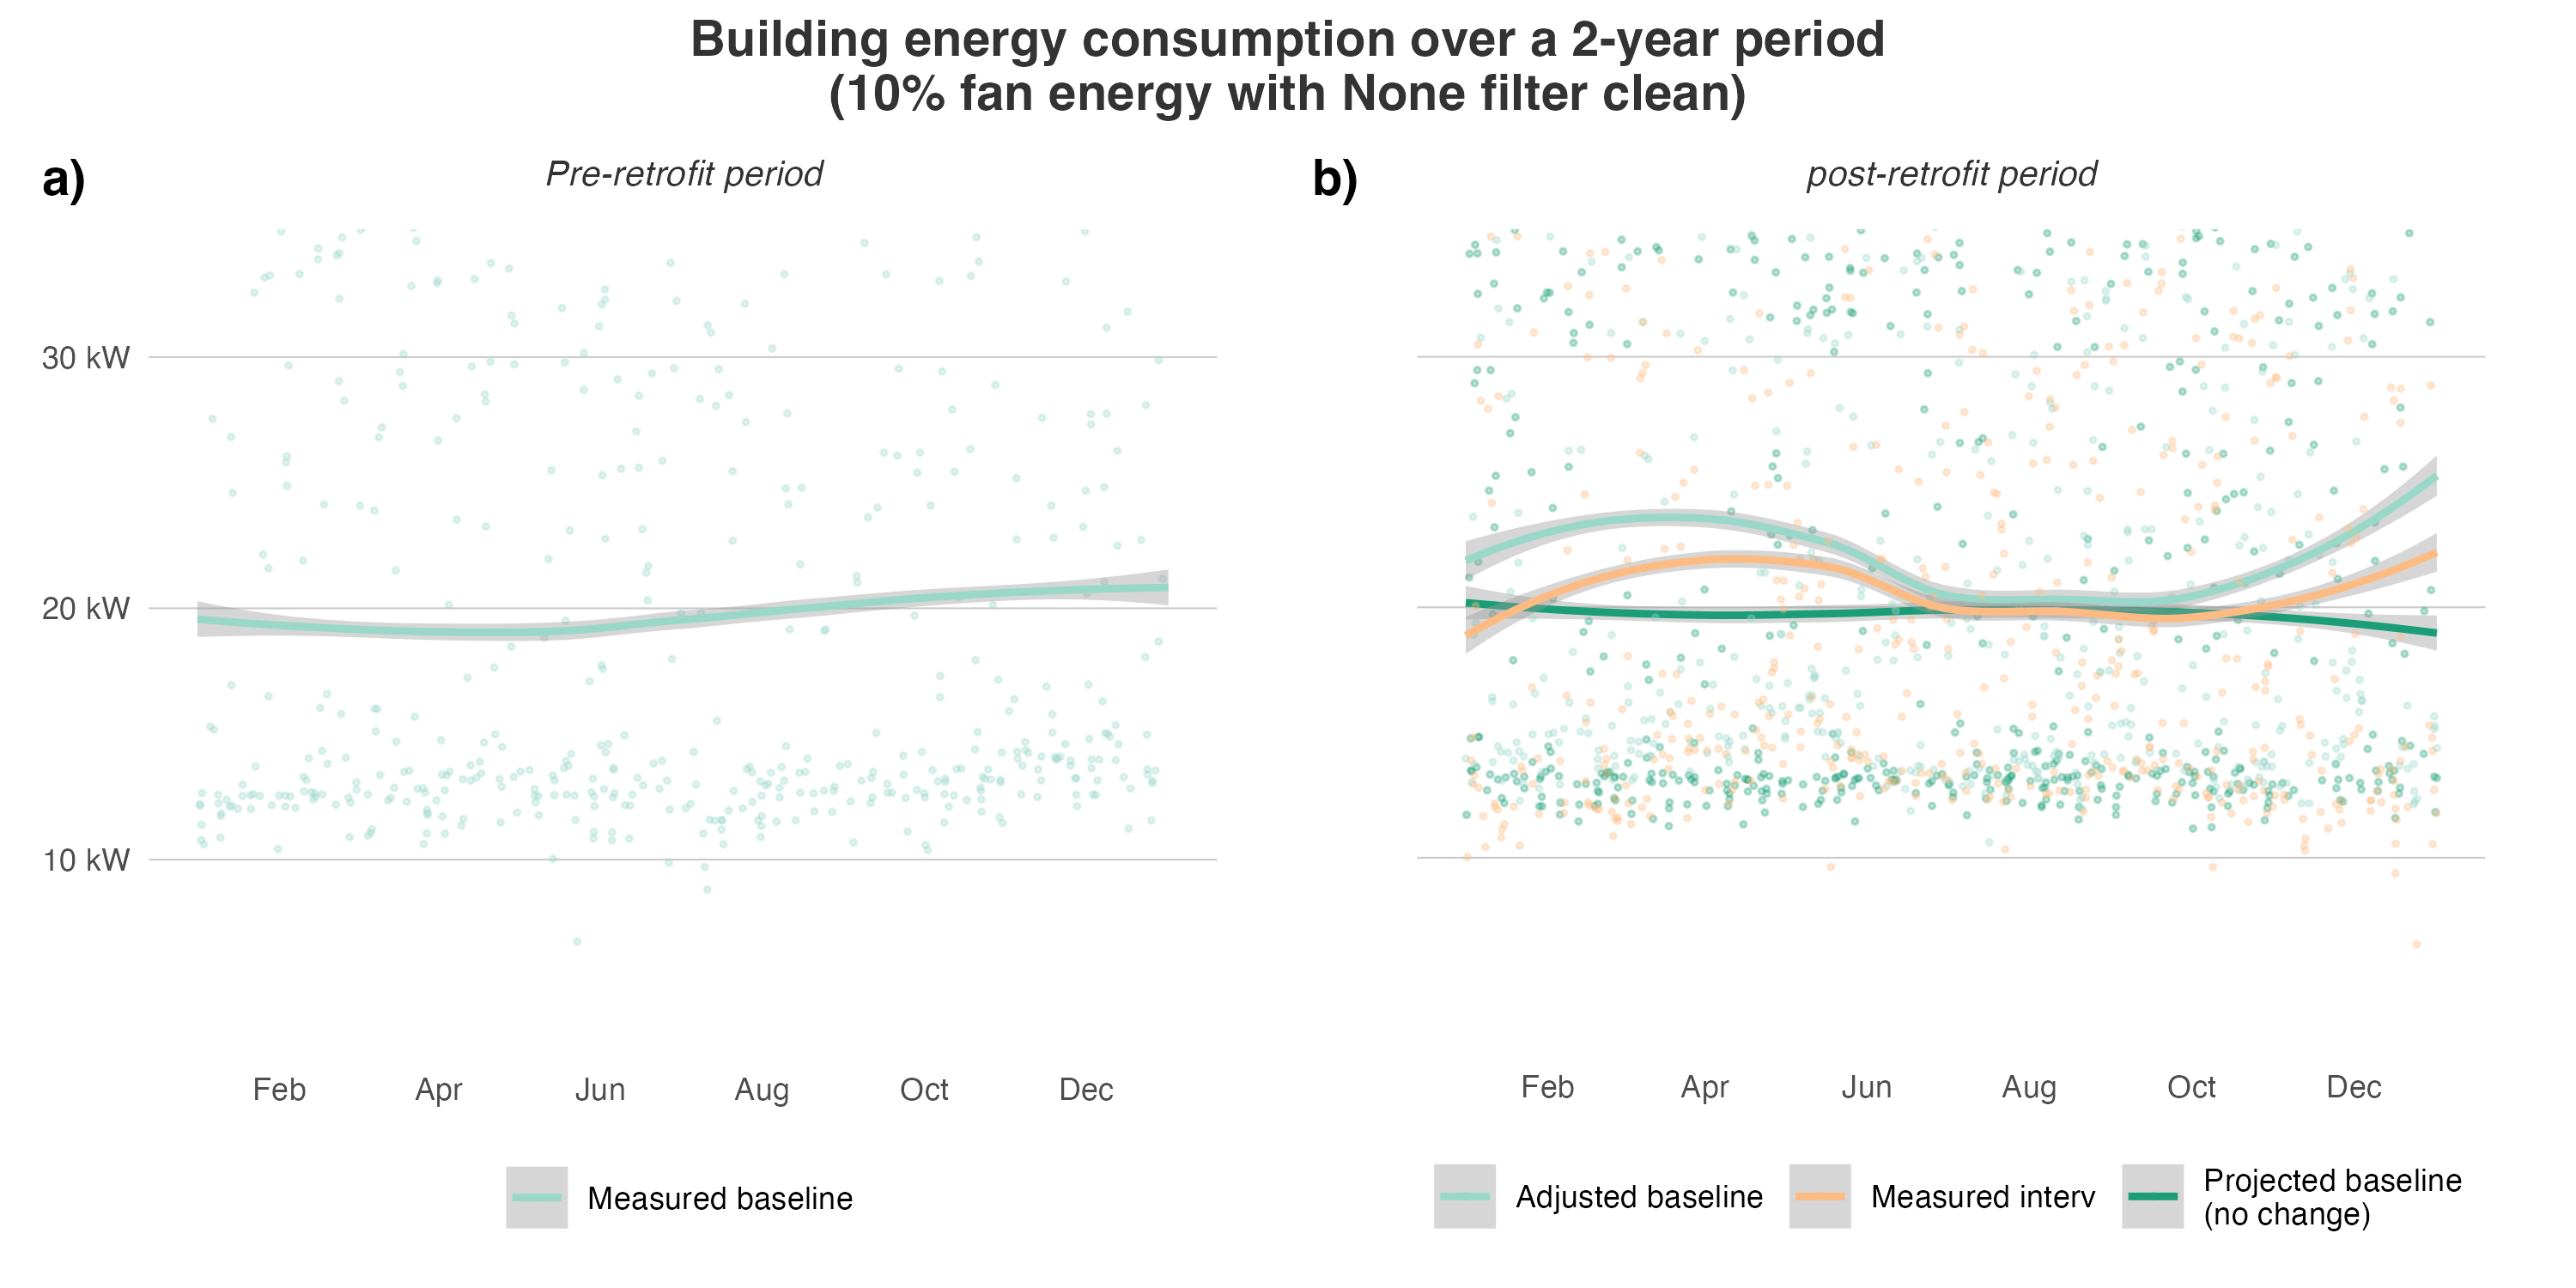 Building energy consumption over a 2-year period
(10% fan energy with None filter clean)
a)
Pre-retrofit period
30 kW
20 kW
10 kW
Feb Apr Jun Aug Oct Dec
Measured baseline
b)
post-retrofit period
Feb Apr Jun Aug Oct Dec
Adjusted baseline
Measured interv
Projected baseline
(no change)